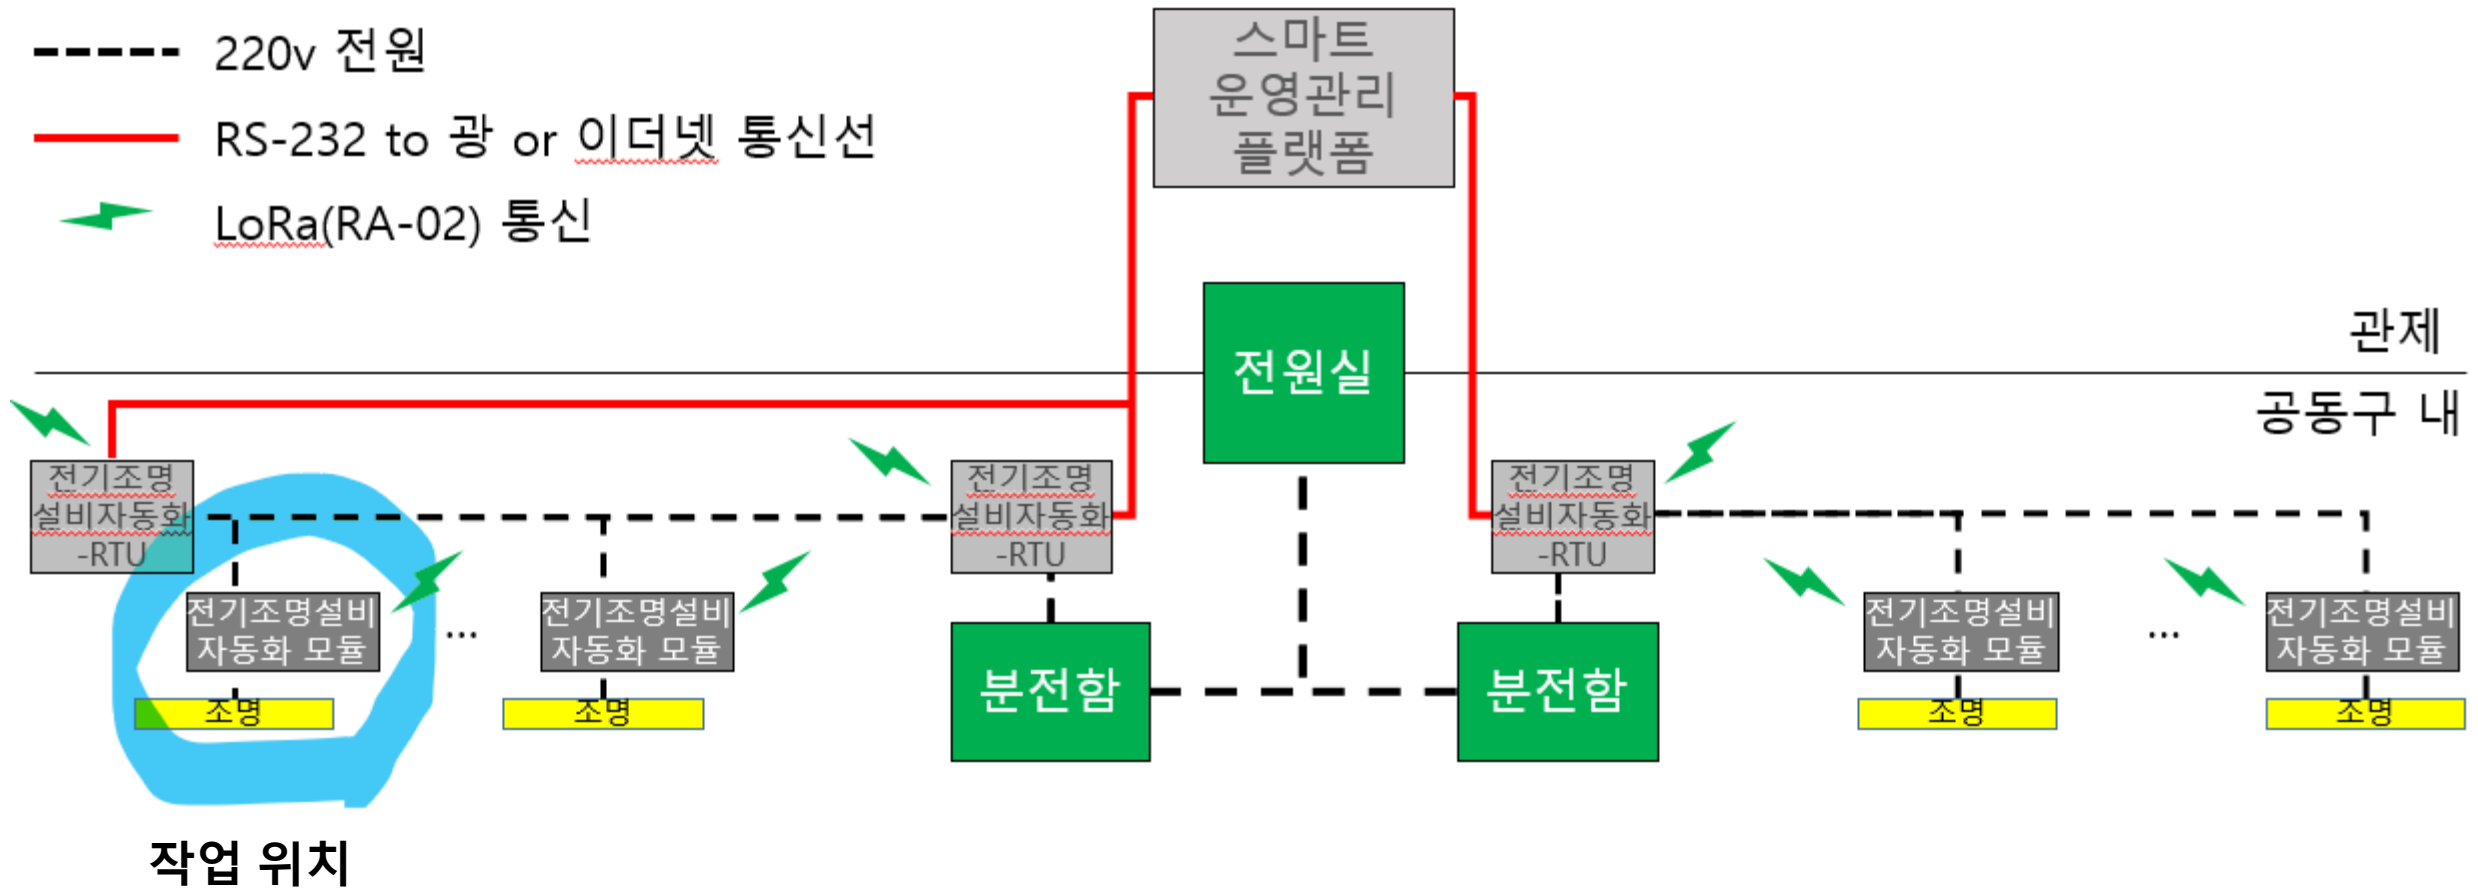 220v 전원
RS-232 to 광 or 이더넷 통신선
LoRa(RA-02) 통신
스마트
운영관리
플랫폼
전원실
관제
공동구 내
전기조명
설비자동화
-RTU
전기조명
설비자동화
-RTU
전기조명
설비자동화
-RTU
전기조명설비
자동화 모듈
...
전기조명설비
자동화 모듈
전기조명설비
자동화 모듈
...
전기조명설비
자동화 모듈
조명
조명
분전함
분전함
조명
조명
작업 위치